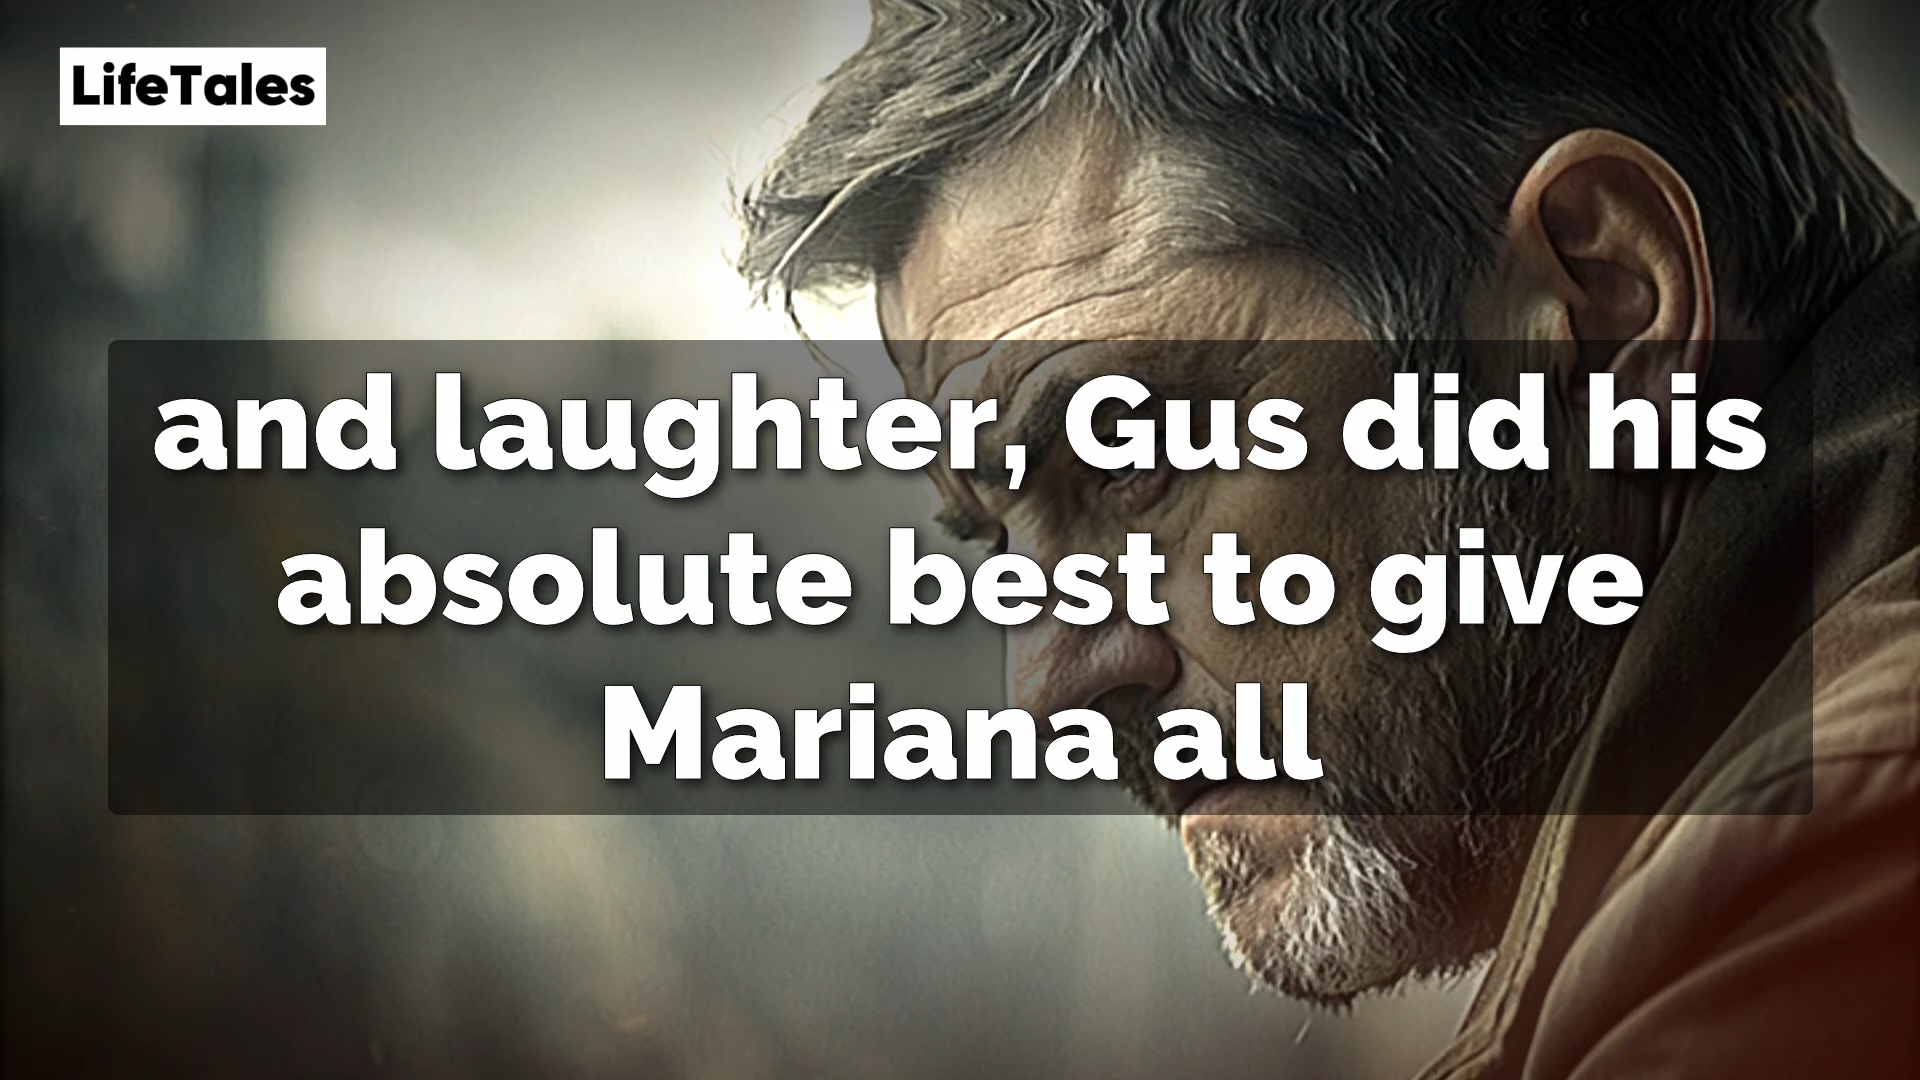 LifeTales
and laughter, Gus did his
absolute best to give
Mariana all